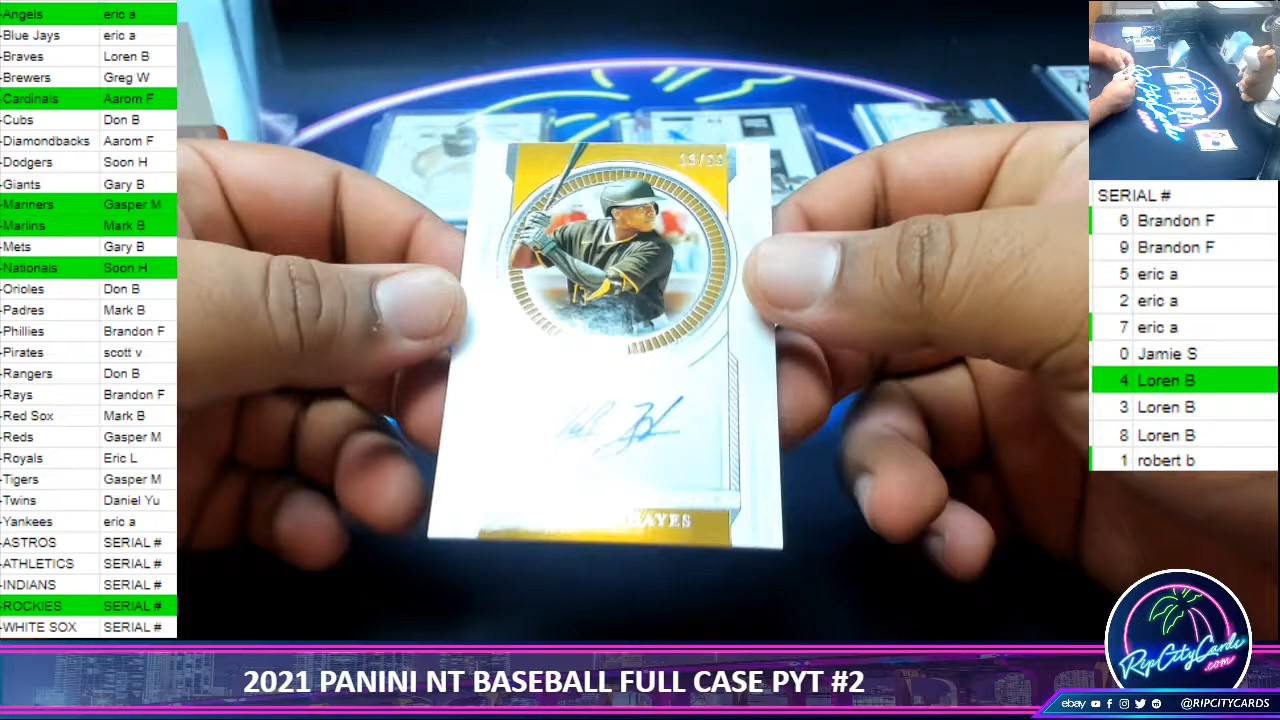 -Angels eric a
-Blue Jays eric a
-Braves Loren B
-Brewers Greg W
-Cardinals Aarom F
-Cubs Don B
-Diamondbacks Aarom F
-Dodgers Soon H
-Giants Gary B
-Mariners Gasper M
-Marlins Mark B
-Mets Gary B
-Nationals Soon H
-Orioles Don B
-Padres Mark B
-Phillies Brandon F
-Pirates scott v
-Rangers Don B
-Rays Brandon F
-Red Sox Mark B
-Reds Gasper M
-Royals Eric L
-Tigers Gasper M
-Twins Daniel Yu
-Yankees eric a
-ASTROS SERIAL #
-ATHLETICS SERIAL #
-INDIANS SERIAL #
-ROCKIES SERIAL #
-WHITE SOX SERIAL #
HAYES
SERIAL #
6 Brandon F
9 Brandon F
5 eric a
2 eric a
7 eric a
0 Jamie S
4 Loren B
3 Loren B
8 Loren B
1 robert b
RipCityCards
.com
2021 PANINI NT BASEBALL FULL CASE PYT #2
ebay @RIPCITYCARDS